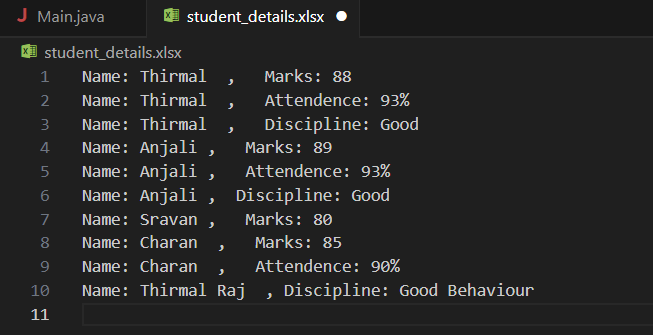 J Main.java student_details.xlsx
student_details.xlsx
1 Name: Thirmal  ,   Marks: 88
2 Name: Thirmal  ,   Attendence: 93%
3 Name: Thirmal  ,   Discipline: Good
4 Name: Anjali ,   Marks: 89
5 Name: Anjali ,   Attendence: 93%
6 Name: Anjali ,  Discipline: Good
7 Name: Sravan ,   Marks: 80
8 Name: Charan  ,   Marks: 85
9 Name: Charan  ,   Attendence: 90%
10 Name: Thirmal Raj  , Discipline: Good Behaviour
11